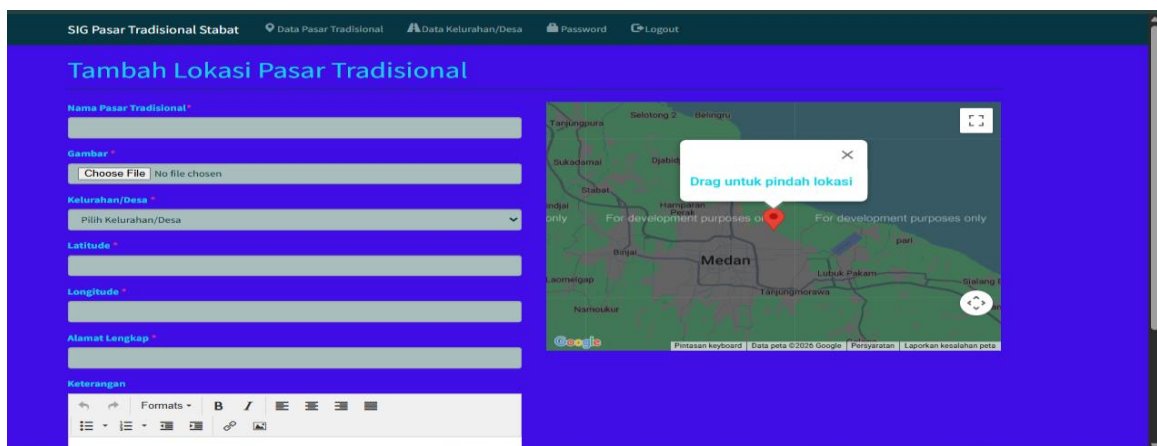 SIG Pasar Tradisional Stabat
Data Pasar Tradisional
Data Kelurahan/Desa
Password
Logout
Tambah Lokasi Pasar Tradisional
Nama Pasar Tradisional*
Gambar *
Choose File No file chosen
Kelurahan/Desa *
Pilih Kelurahan/Desa
Latitude *
Longitude *
Alamat Lengkap *
Keterangan
Formats
B I
Tanjungpura
Selotong 2
Sukadamai
Stabat
Drag untuk pindah lokasi
Hamparan
Perak
only
For development purposes only
For development purposes only
Binjai
Medan
pari
Lubuk Pakam
Tanjungmorawa
Namoukur
Google
Pintasan keyboard
Data peta ©2026 Google
Persyaratan
Laporkan kesalahan peta